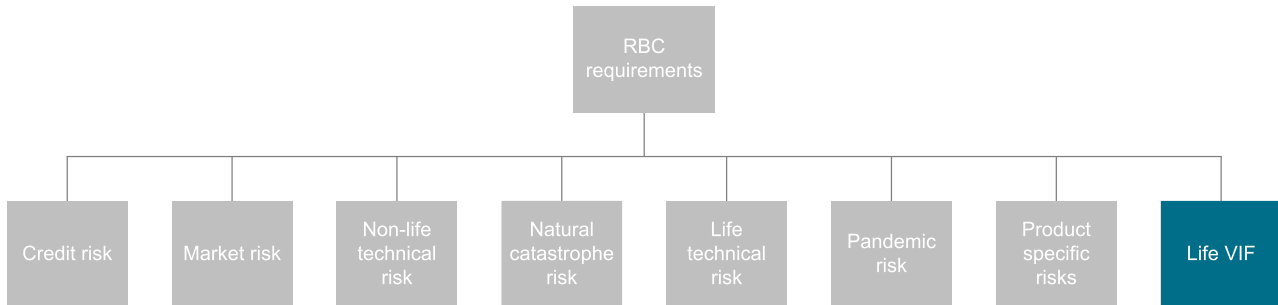 RBC
requirements
Credit risk
Market risk
Non-life
technical
risk
Natural
catastrophe
risk
Life
technical
risk
Pandemic
risk
Product
specific
risks
Life VIF